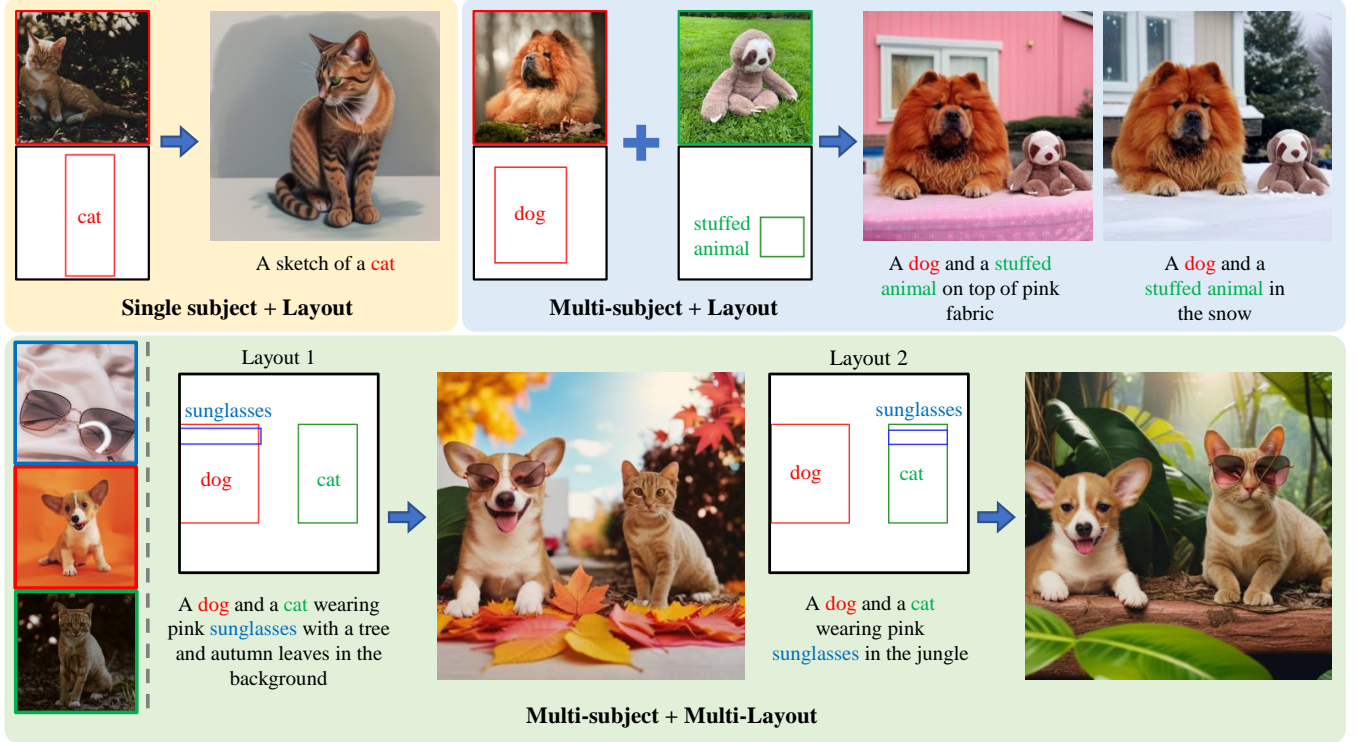 cat
A sketch of a cat
Single subject + Layout
dog
stuffed
animal
A dog and a stuffed
animal on top of pink
fabric
A dog and a
stuffed animal in
the snow
Multi-subject + Layout
Layout 1
sunglasses
dog
cat
A dog and a cat wearing
pink sunglasses with a tree
and autumn leaves in the
background
Layout 2
sunglasses
dog
cat
A dog and a cat
wearing pink
sunglasses in the jungle
Multi-subject + Multi-Layout